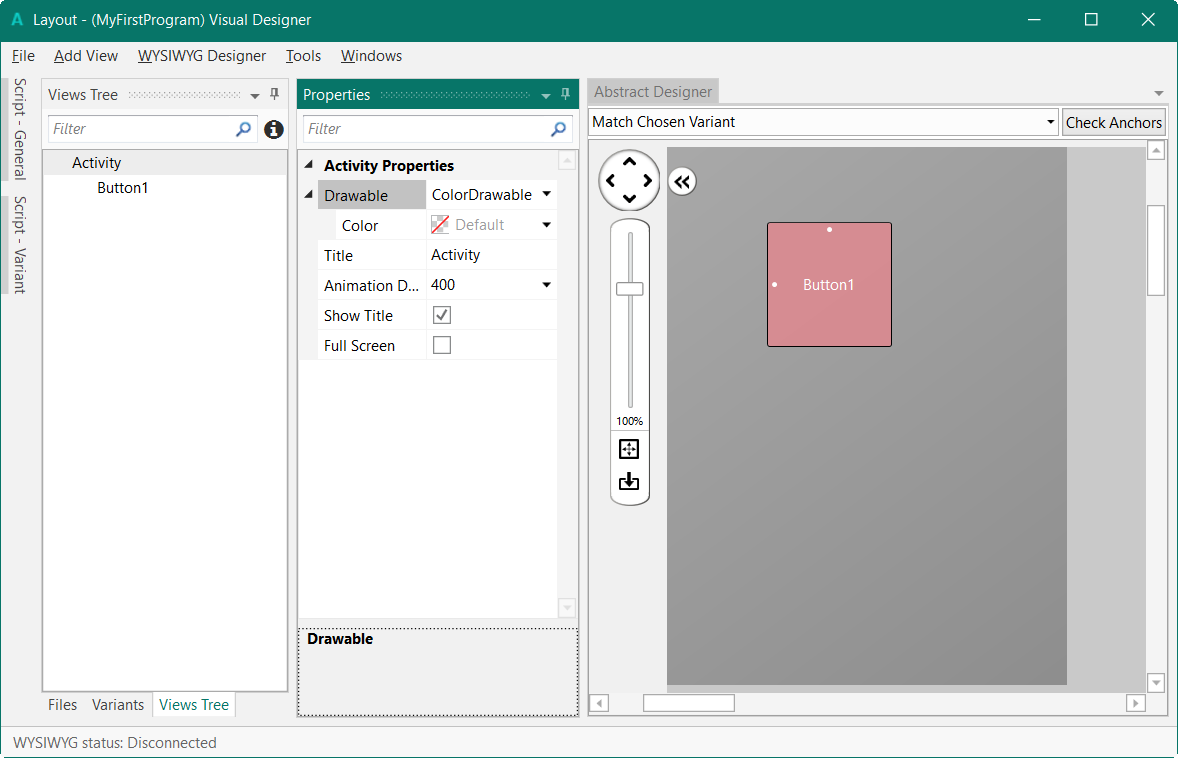 A Layout - (MyFirstProgram) Visual Designer
File Add View WYSIWYG Designer Tools Windows
Script - General
Script - Variant
Views Tree
Filter
Activity
Button1
Files Variants Views Tree
Properties
Filter
Activity Properties
Drawable ColorDrawable
Color Default
Title Activity
Animation D... 400
Show Title
Full Screen
Drawable
Abstract Designer
Match Chosen Variant Check Anchors
Button1
100%
WYSIWYG status: Disconnected